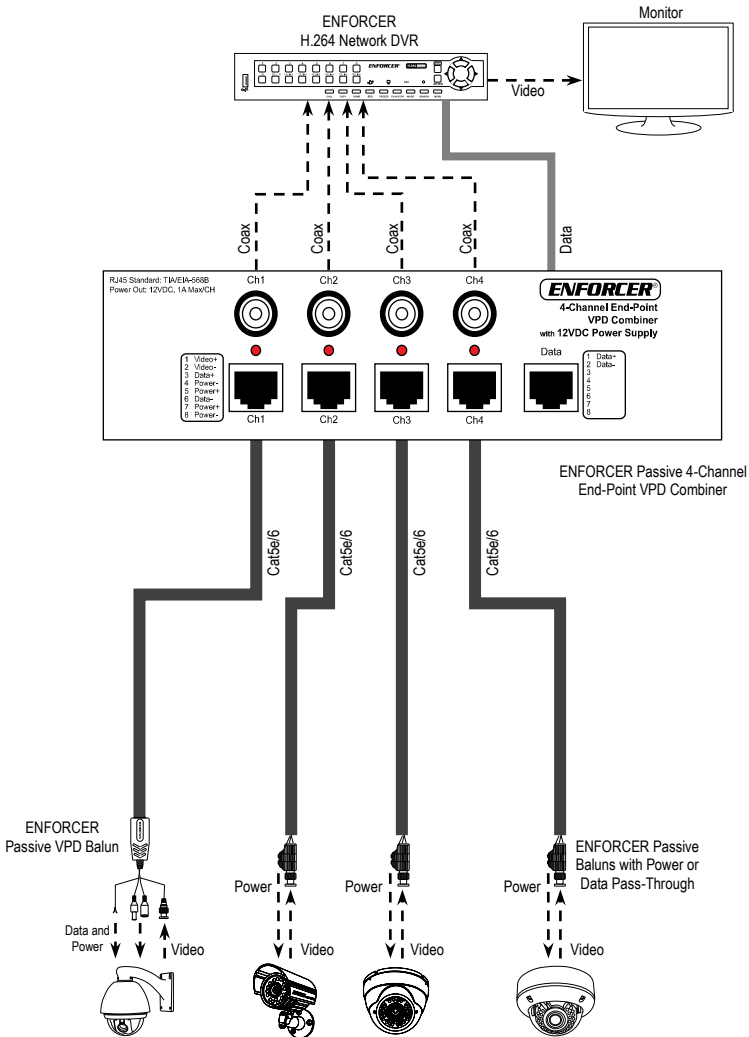 ENFORCER
H.264 Network DVR
Monitor
ENFORCER
Video
Coax
Coax
Coax
Coax
Data
RJ45 Standard: TIA/EIA-568B
Power Out: 12VDC, 1A Max/CH
Ch1
Ch2
Ch3
Ch4
ENFORCER®
4-Channel End-Point
VPD Combiner
with 12VDC Power Supply
1 Video+
2 Video-
3 Data+
4 Power-
5 Power+
6 Data-
7 Power+
8 Power-
Data
1 Data+
2 Data-
3
4
5
6
7
8
Ch1
Ch2
Ch3
Ch4
ENFORCER Passive 4-Channel
End-Point VPD Combiner
Cat5e/6
Cat5e/6
Cat5e/6
Cat5e/6
ENFORCER
Passive VPD Balun
ENFORCER Passive
Baluns with Power or
Data Pass-Through
Power
Power
Power
Data and
Power
Video
Video
Video
Video